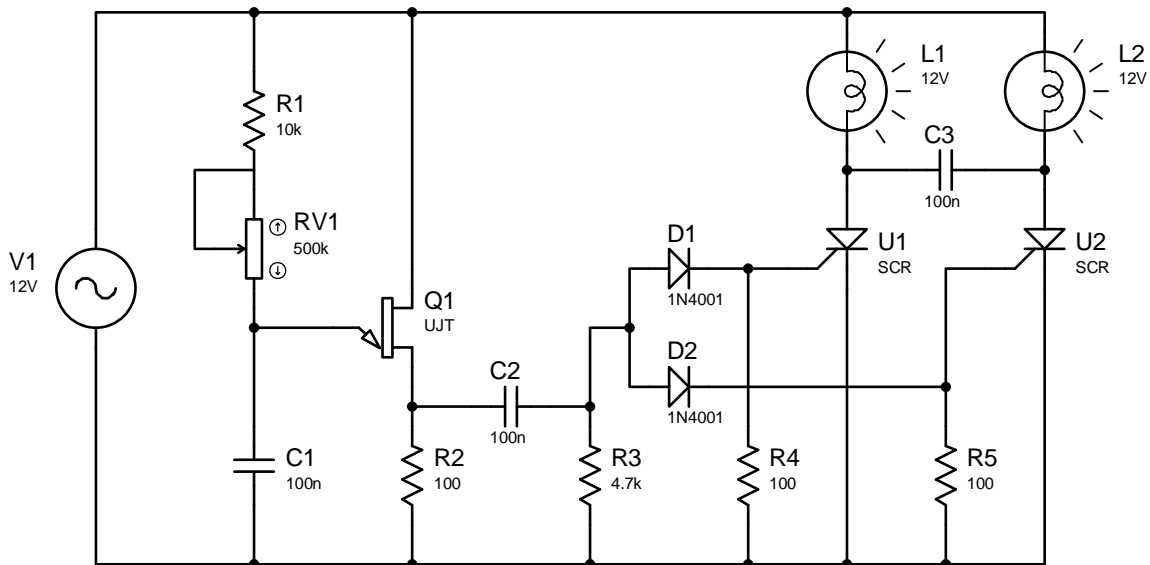 V1
12V
R1
10k
RV1
500k
C1
100n
Q1
UJT
R2
100
C2
100n
R3
4.7k
D1
1N4001
D2
1N4001
R4
100
L1
12V
C3
100n
L2
12V
U1
SCR
U2
SCR
R5
100